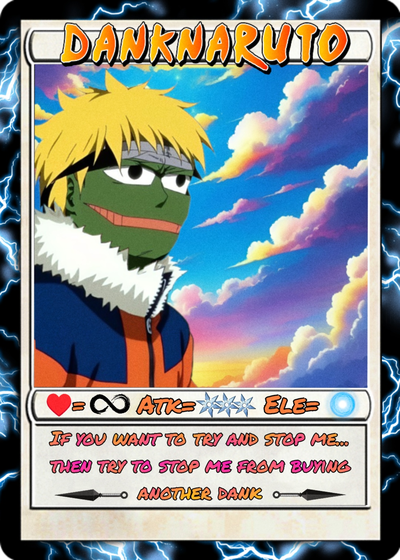 DANKNARUTO
= ∞ ATK= ELE=
IF YOU WANT TO TRY AND STOP ME...
THEN TRY TO STOP ME FROM BUYING
ANOTHER DANK